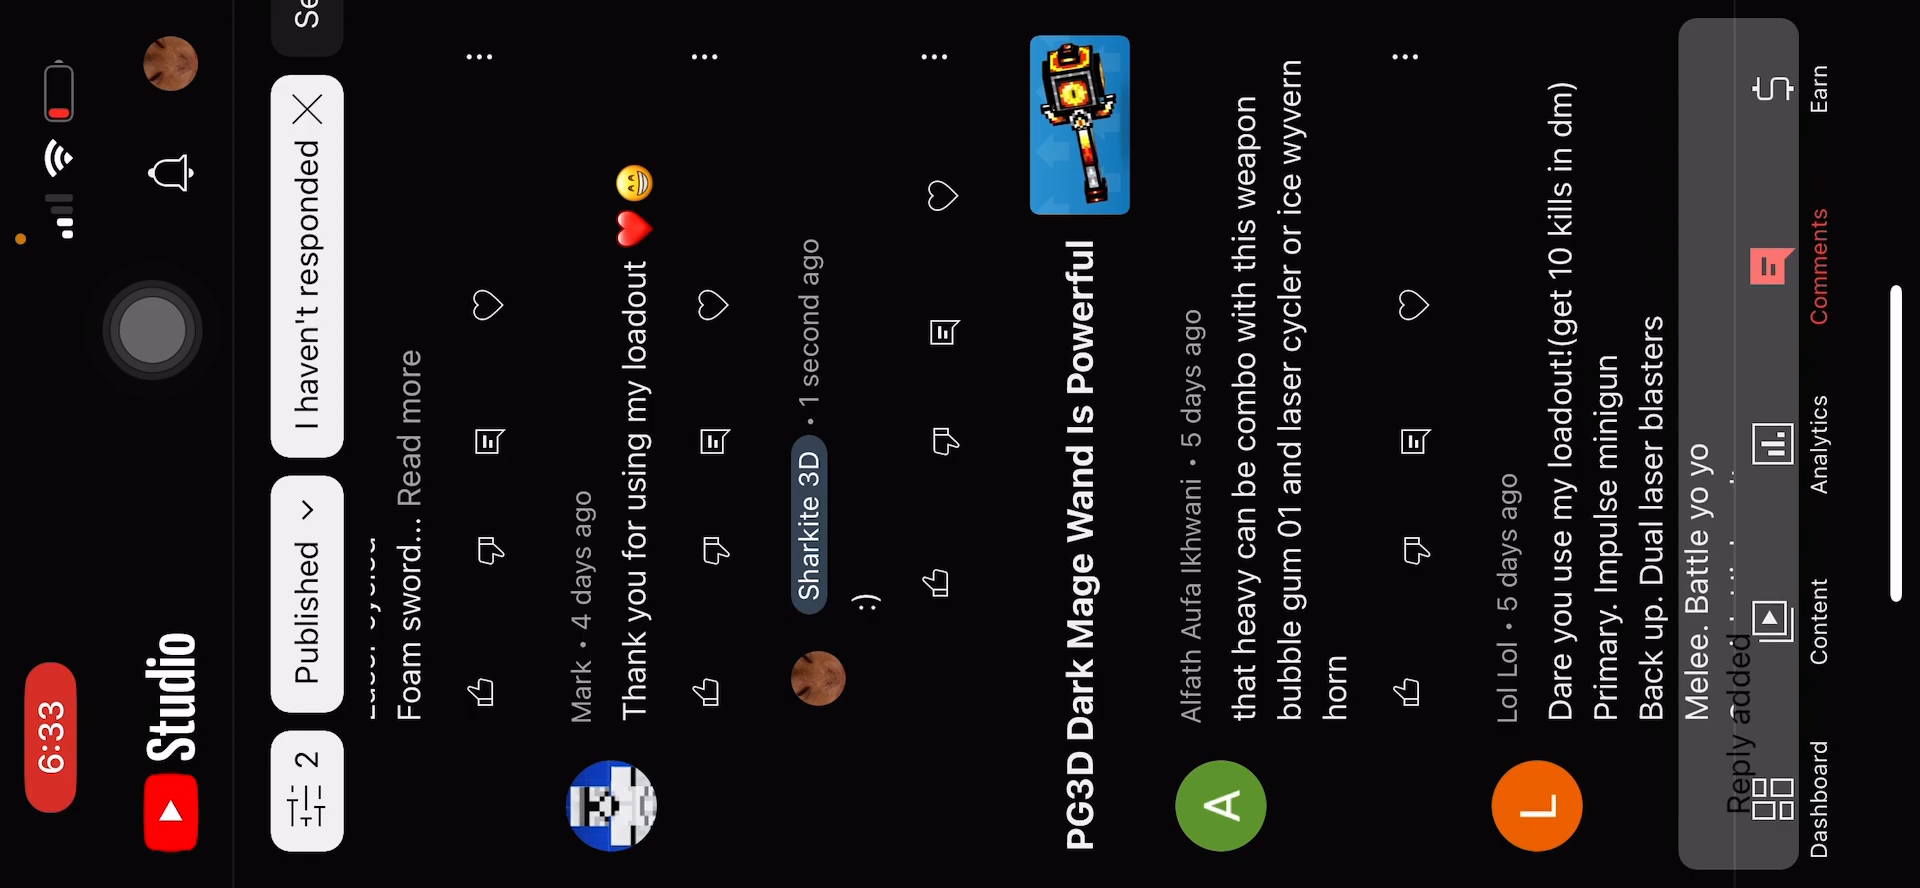 6:33
Studio
2
Published
I haven't responded
Se
Foam sword... Read more
Mark • 4 days ago
Thank you for using my loadout ❤️😁
Sharkite 3D • 1 second ago
:)
PG3D Dark Mage Wand Is Powerful
Alfath Aufa Ikhwani • 5 days ago
that heavy can be combo with this weapon
bubble gum 01 and laser cycler or ice wyvern
horn
Lol Lol • 5 days ago
Dare you use my loadout!(get 10 kills in dm)
Primary. Impulse minigun
Back up. Dual laser blasters
Melee. Battle yo yo
Reply added
Dashboard
Content
Analytics
Comments
Earn